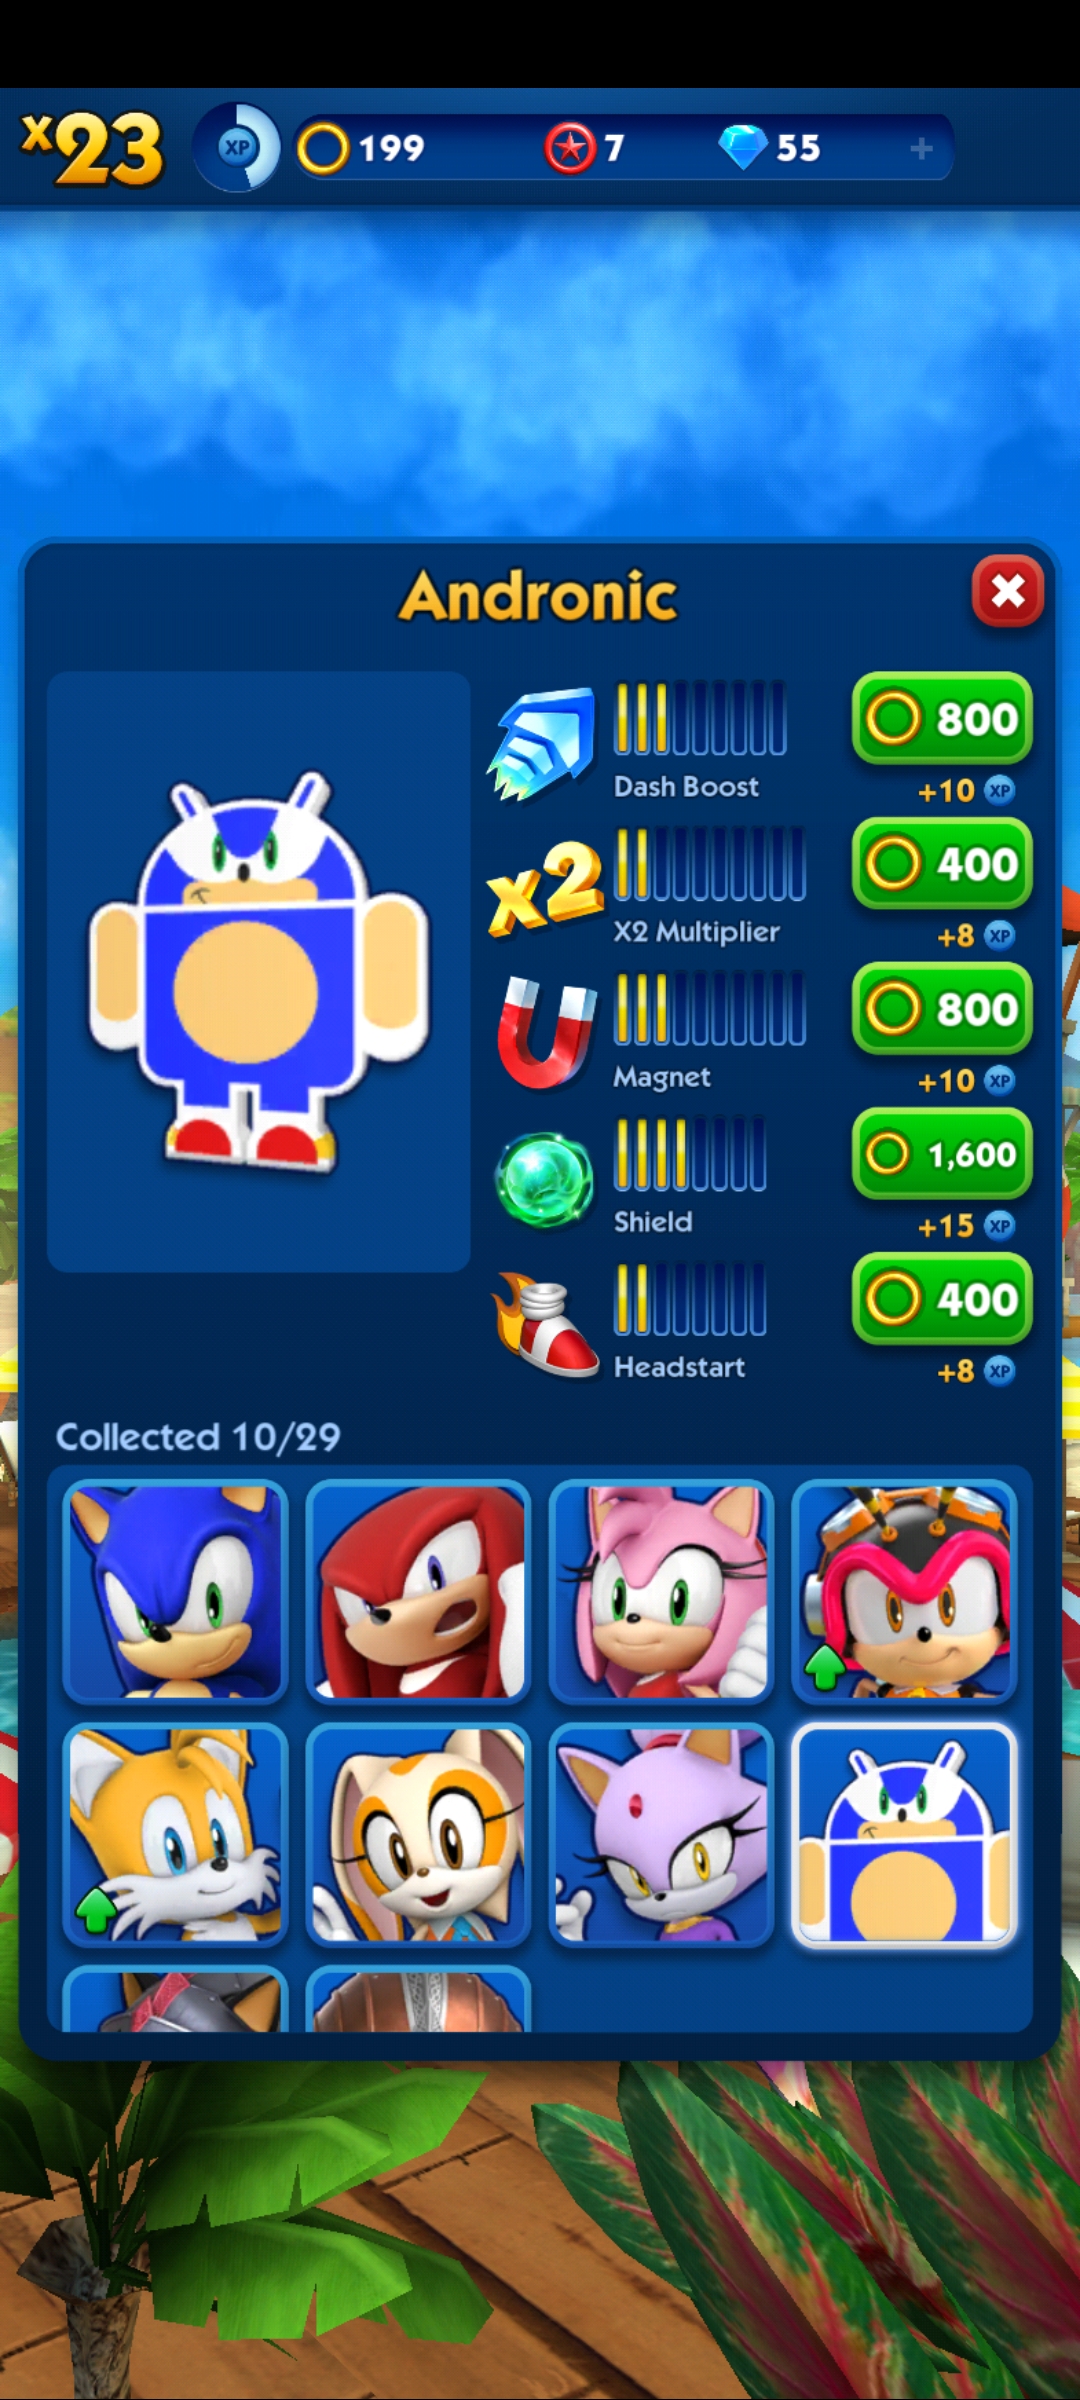 x23 XP 199 7 55 +
Andronic
800
Dash Boost
+10 XP
x2
400
X2 Multiplier
+8 XP
800
Magnet
+10 XP
1,600
Shield
+15 XP
400
Headstart
+8 XP
Collected 10/29